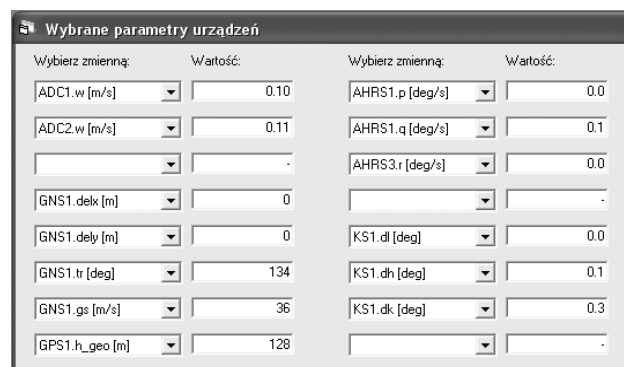 Wybrane parametry urządzeń
Wybierz zmienną: Wartość: Wybierz zmienną: Wartość:
ADC1.w [m/s] 0.10 AHRS1.p [deg/s] 0.0
ADC2.w [m/s] 0.11 AHRS1.q [deg/s] 0.1
- AHRS3.r [deg/s] 0.0
GNS1.delx [m] 0 -
GNS1.dely [m] 0 KS1.dl [deg] 0.0
GNS1.tr [deg] 134 KS1.dh [deg] 0.1
GNS1.gs [m/s] 36 KS1.dk [deg] 0.3
GPS1.h_geo [m] 128 -